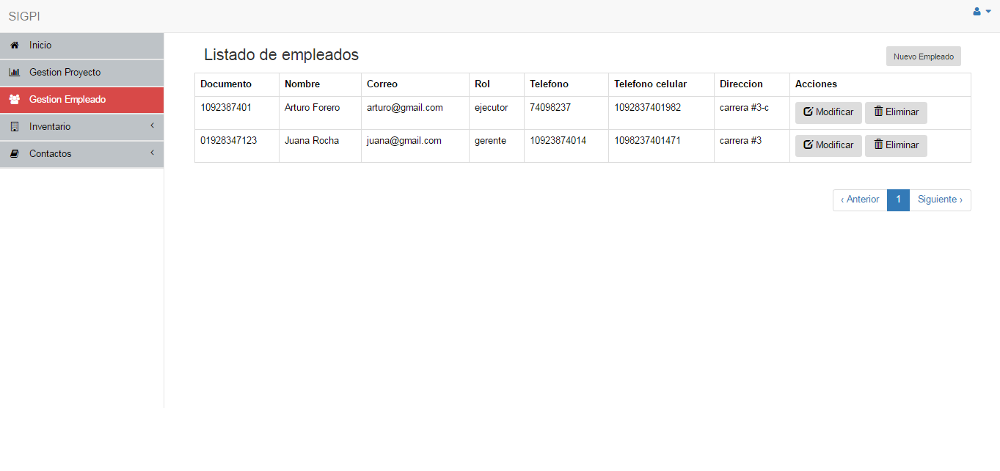 SIGPI
Inicio
Gestion Proyecto
Gestion Empleado
Inventario
Contactos
Listado de empleados
Nuevo Empleado
Documento Nombre Correo Rol Telefono Telefono celular Direccion Acciones
1092387401 Arturo Forero arturo@gmail.com ejecutor 74098237 1092837401982 carrera #3-c Modificar Eliminar
01928347123 Juana Rocha juana@gmail.com gerente 10923874014 1098237401471 carrera #3 Modificar Eliminar
‹ Anterior 1 Siguiente ›